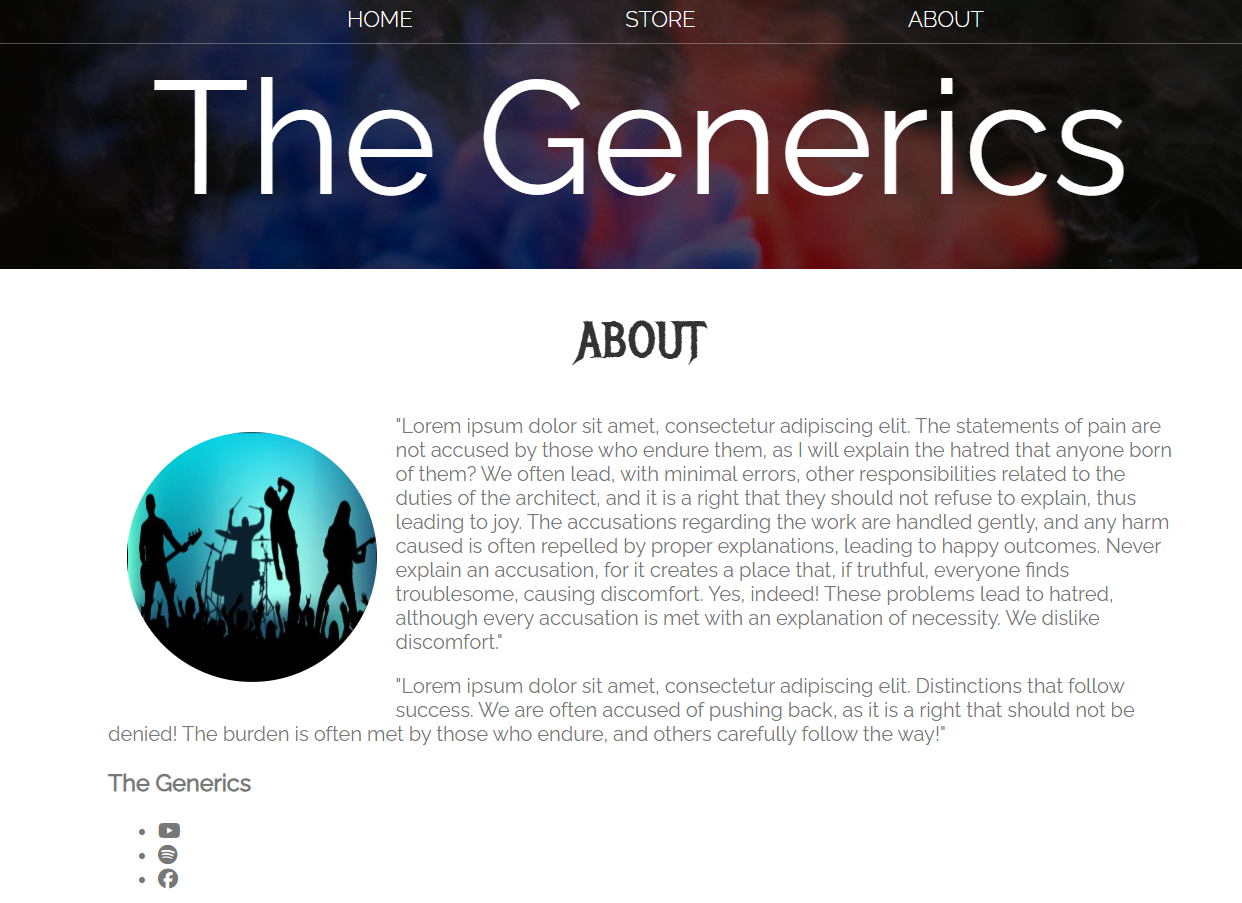 HOME STORE ABOUT
The Generics
ABOUT
"Lorem ipsum dolor sit amet, consectetur adipiscing elit. The statements of pain are
not accused by those who endure them, as I will explain the hatred that anyone born
of them? We often lead, with minimal errors, other responsibilities related to the
duties of the architect, and it is a right that they should not refuse to explain, thus
leading to joy. The accusations regarding the work are handled gently, and any harm
caused is often repelled by proper explanations, leading to happy outcomes. Never
explain an accusation, for it creates a place that, if truthful, everyone finds
troublesome, causing discomfort. Yes, indeed! These problems lead to hatred,
although every accusation is met with an explanation of necessity. We dislike
discomfort."
"Lorem ipsum dolor sit amet, consectetur adipiscing elit. Distinctions that follow
success. We are often accused of pushing back, as it is a right that should not be
denied! The burden is often met by those who endure, and others carefully follow the way!"
The Generics